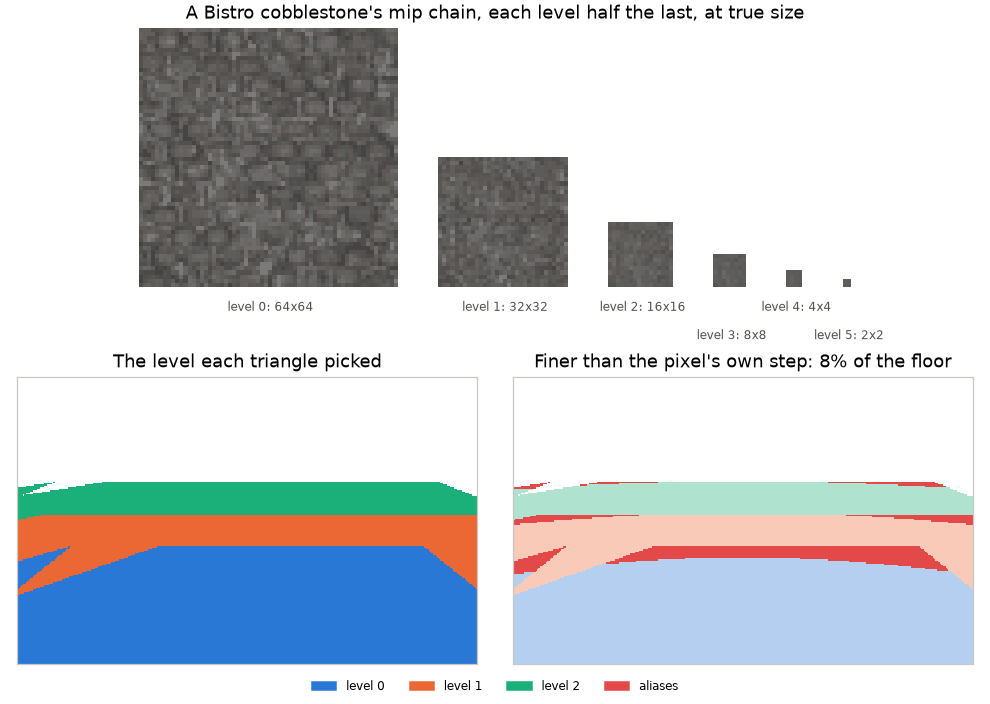 A Bistro cobblestone's mip chain, each level half the last, at true size
level 0: 64x64
level 1: 32x32
level 2: 16x16
level 4: 4x4
level 3: 8x8
level 5: 2x2
The level each triangle picked
Finer than the pixel's own step: 8% of the floor
level 0
level 1
level 2
aliases